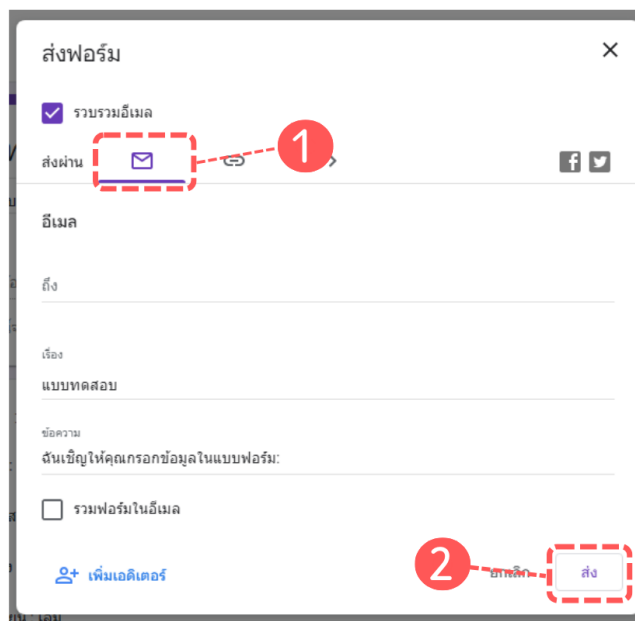 ส่งฟอร์ม
รวบรวมอีเมล
ส่งผ่าน
1
อีเมล
ถึง
เรื่อง
แบบทดสอบ
ข้อความ
ฉันเชิญให้คุณกรอกข้อมูลในแบบฟอร์ม:
รวมฟอร์มในอีเมล
เพิ่มเอดิเตอร์ 2 ยกเลิก ส่ง